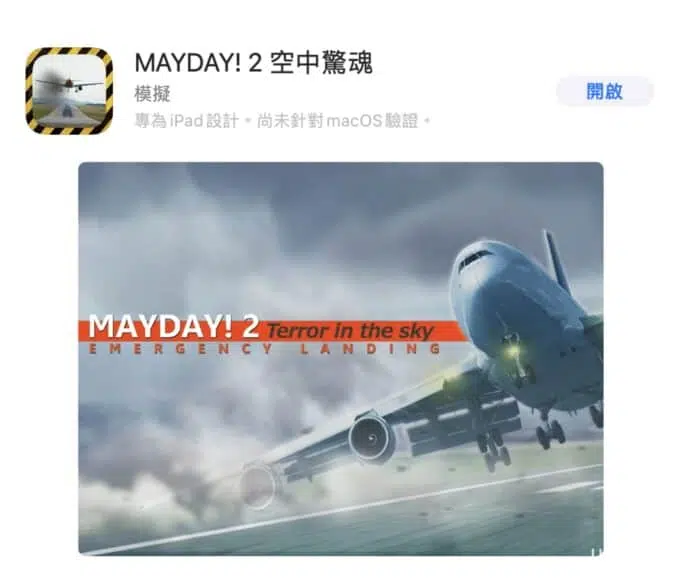 MAYDAY! 2 空中驚魂
模擬
專為 iPad 設計。尚未針對 macOS 驗證。
開啟
MAYDAY! 2 Terror in the sky
EMERGENCY LANDING